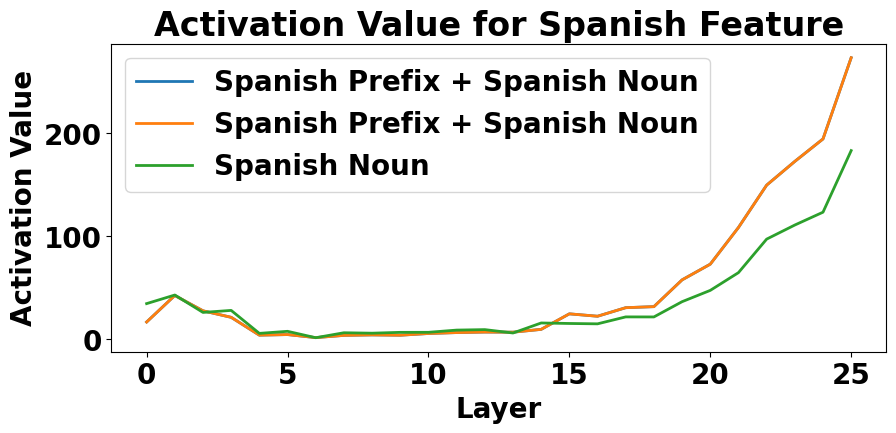 Activation Value for Spanish Feature
Spanish Prefix + Spanish Noun
Spanish Prefix + Spanish Noun
Spanish Noun
Activation Value
200
100
0
0 5 10 15 20 25
Layer